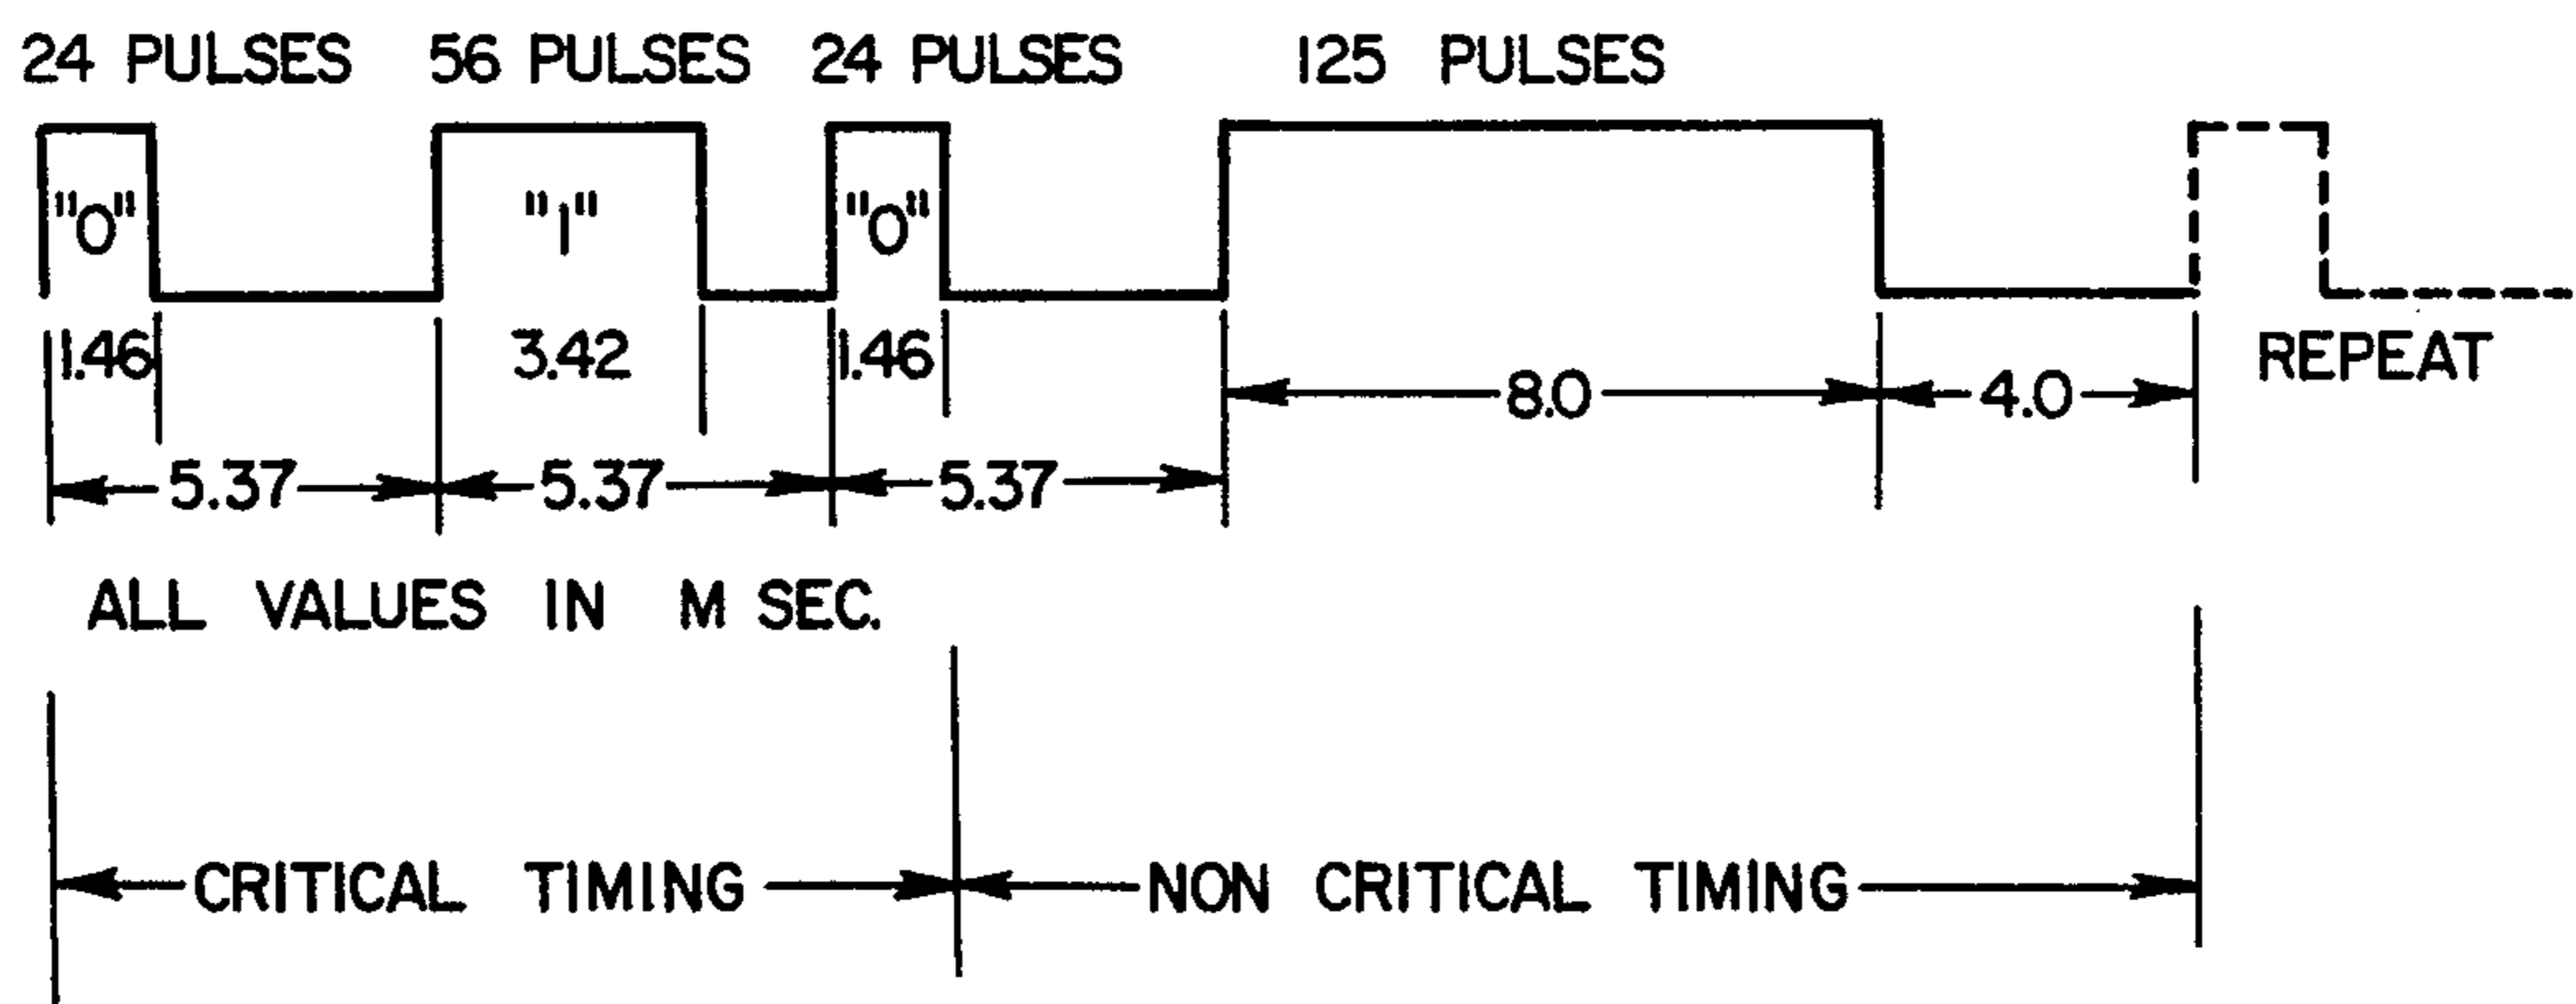 24 PULSES 56 PULSES 24 PULSES 125 PULSES
"0" "1" "0"
1.46 3.42 1.46 8.0 4.0 REPEAT
5.37 5.37 5.37
ALL VALUES IN M SEC.
CRITICAL TIMING NON CRITICAL TIMING